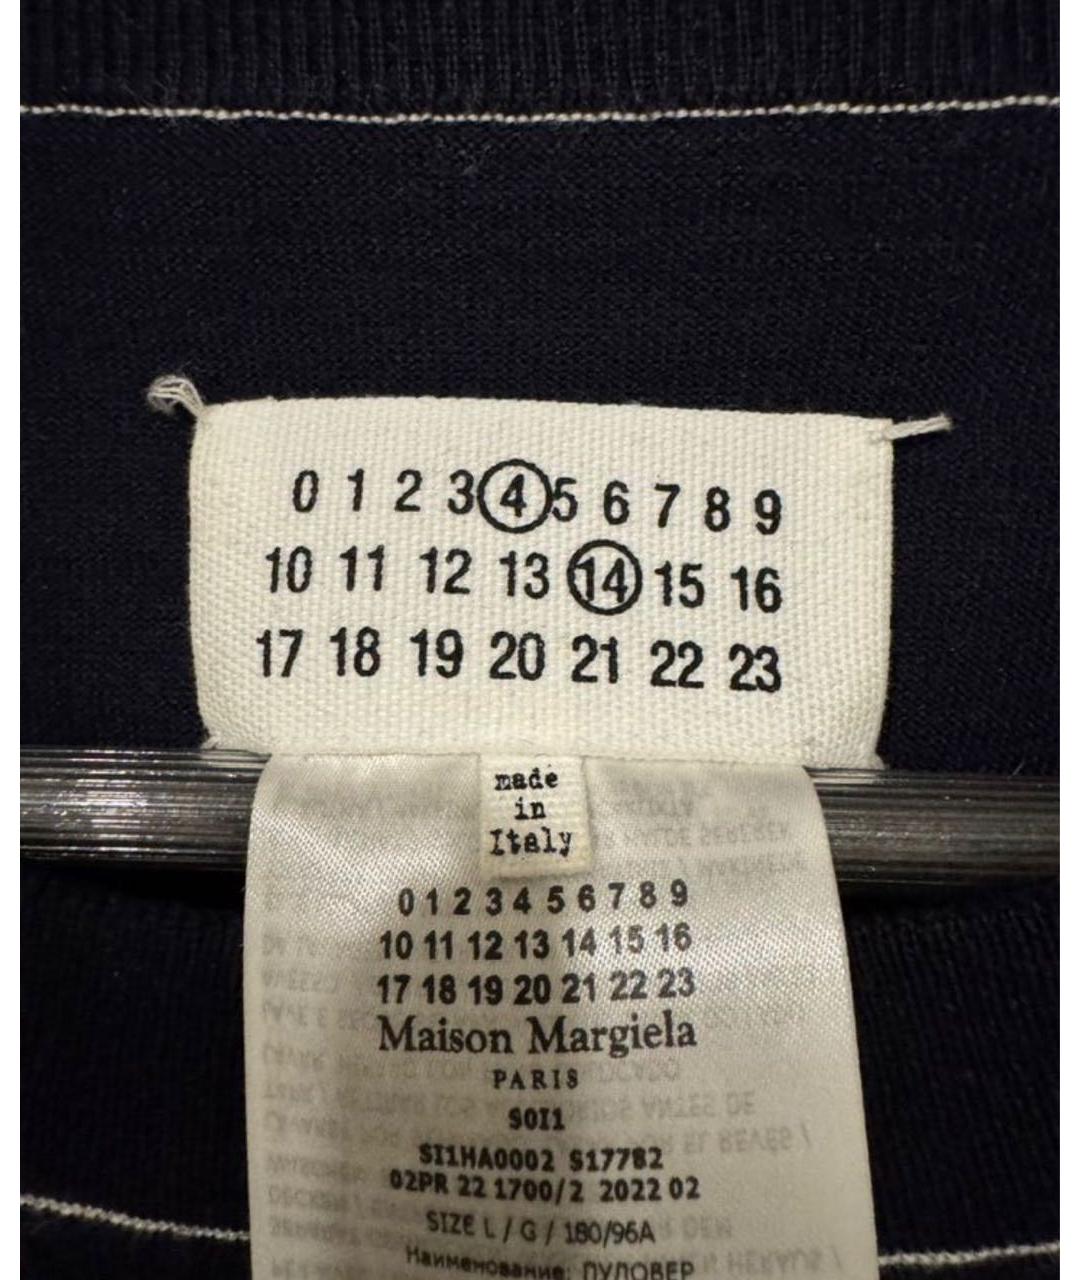 0 1 2 3 4 5 6 7 8 9
10 11 12 13 14 15 16
17 18 19 20 21 22 23
made
in
Italy
0 1 2 3 4 5 6 7 8 9
10 11 12 13 14 15 16
17 18 19 20 21 22 23
Maison Margiela
PARIS
S0I1
SI1HA0002 S17782
02PR 22 1700/2 2022 02
SIZE L / G / 180/96A
Наименование: ПУЛОВЕР